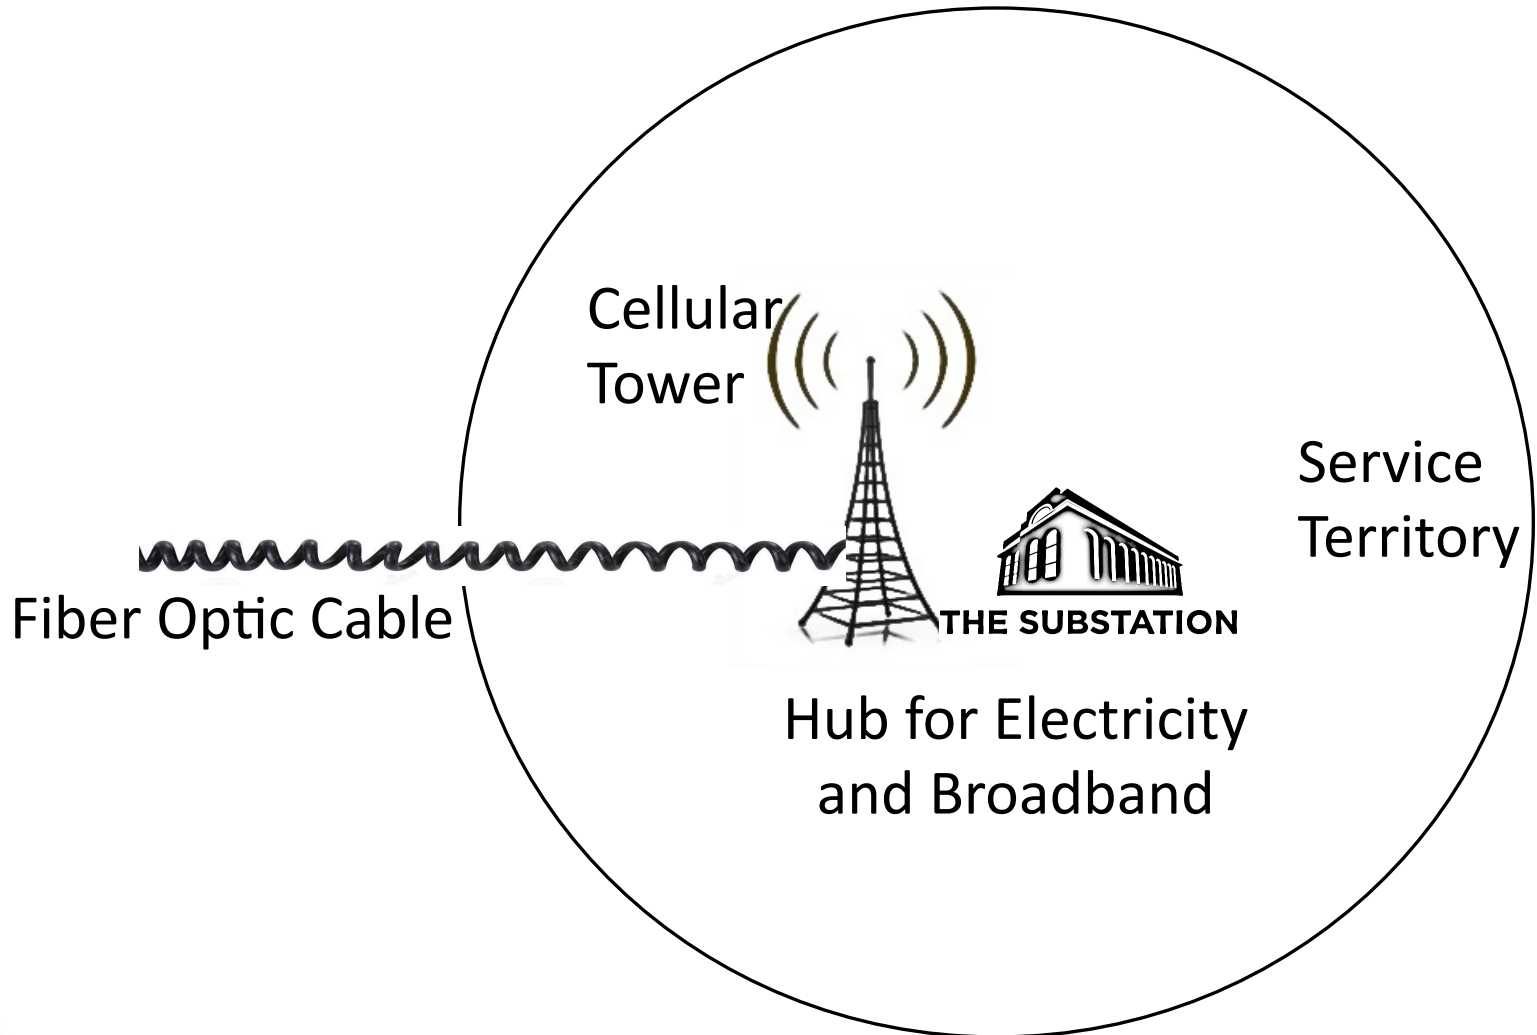 Cellular
Tower
Service
Territory
Fiber Optic Cable
THE SUBSTATION
Hub for Electricity
and Broadband